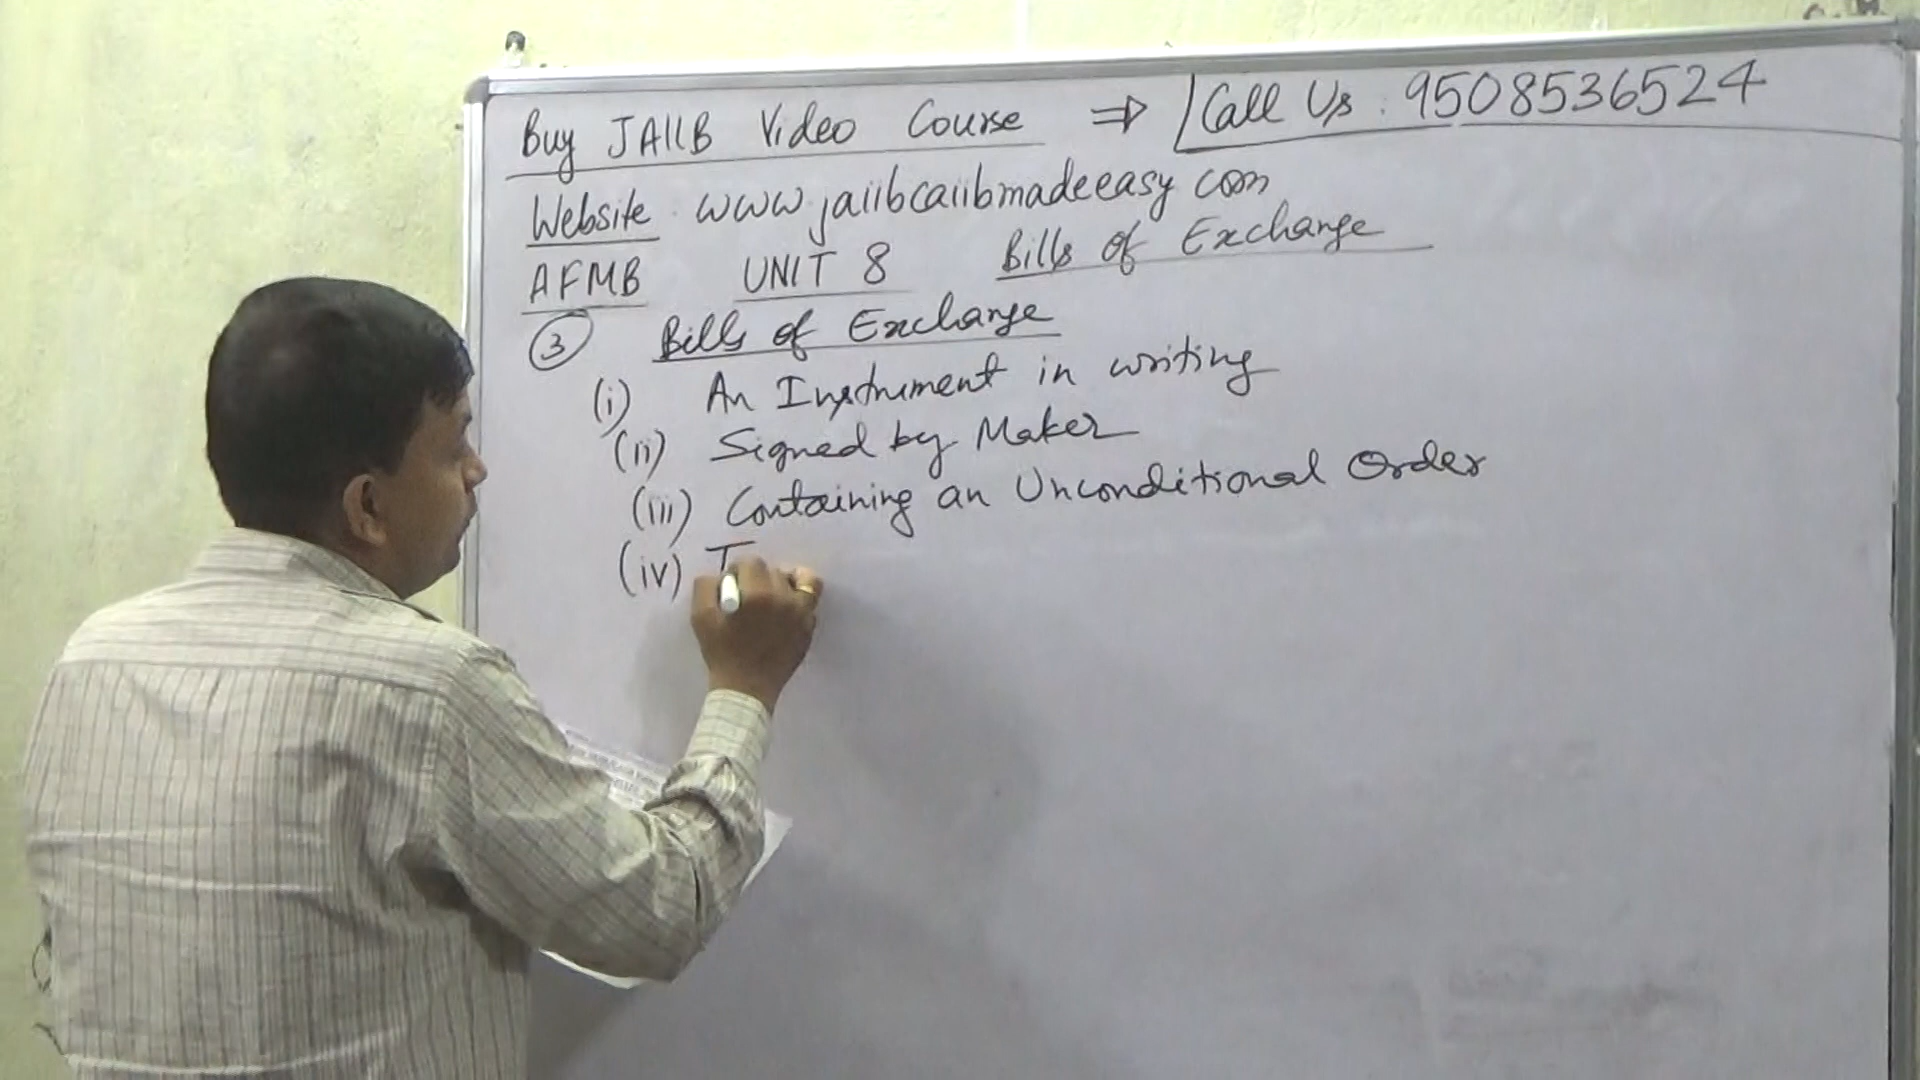 Buy JAIIB Video Course ⇒ Call Us : 9508536524
Website : www.jaiibcaiibmadeeasy.com
AFMB UNIT 8 Bills of Exchange
③ Bills of Exchange
(i) An Instrument in writing
(ii) Signed by Maker
(iii) Containing an Unconditional Order
(iv) T